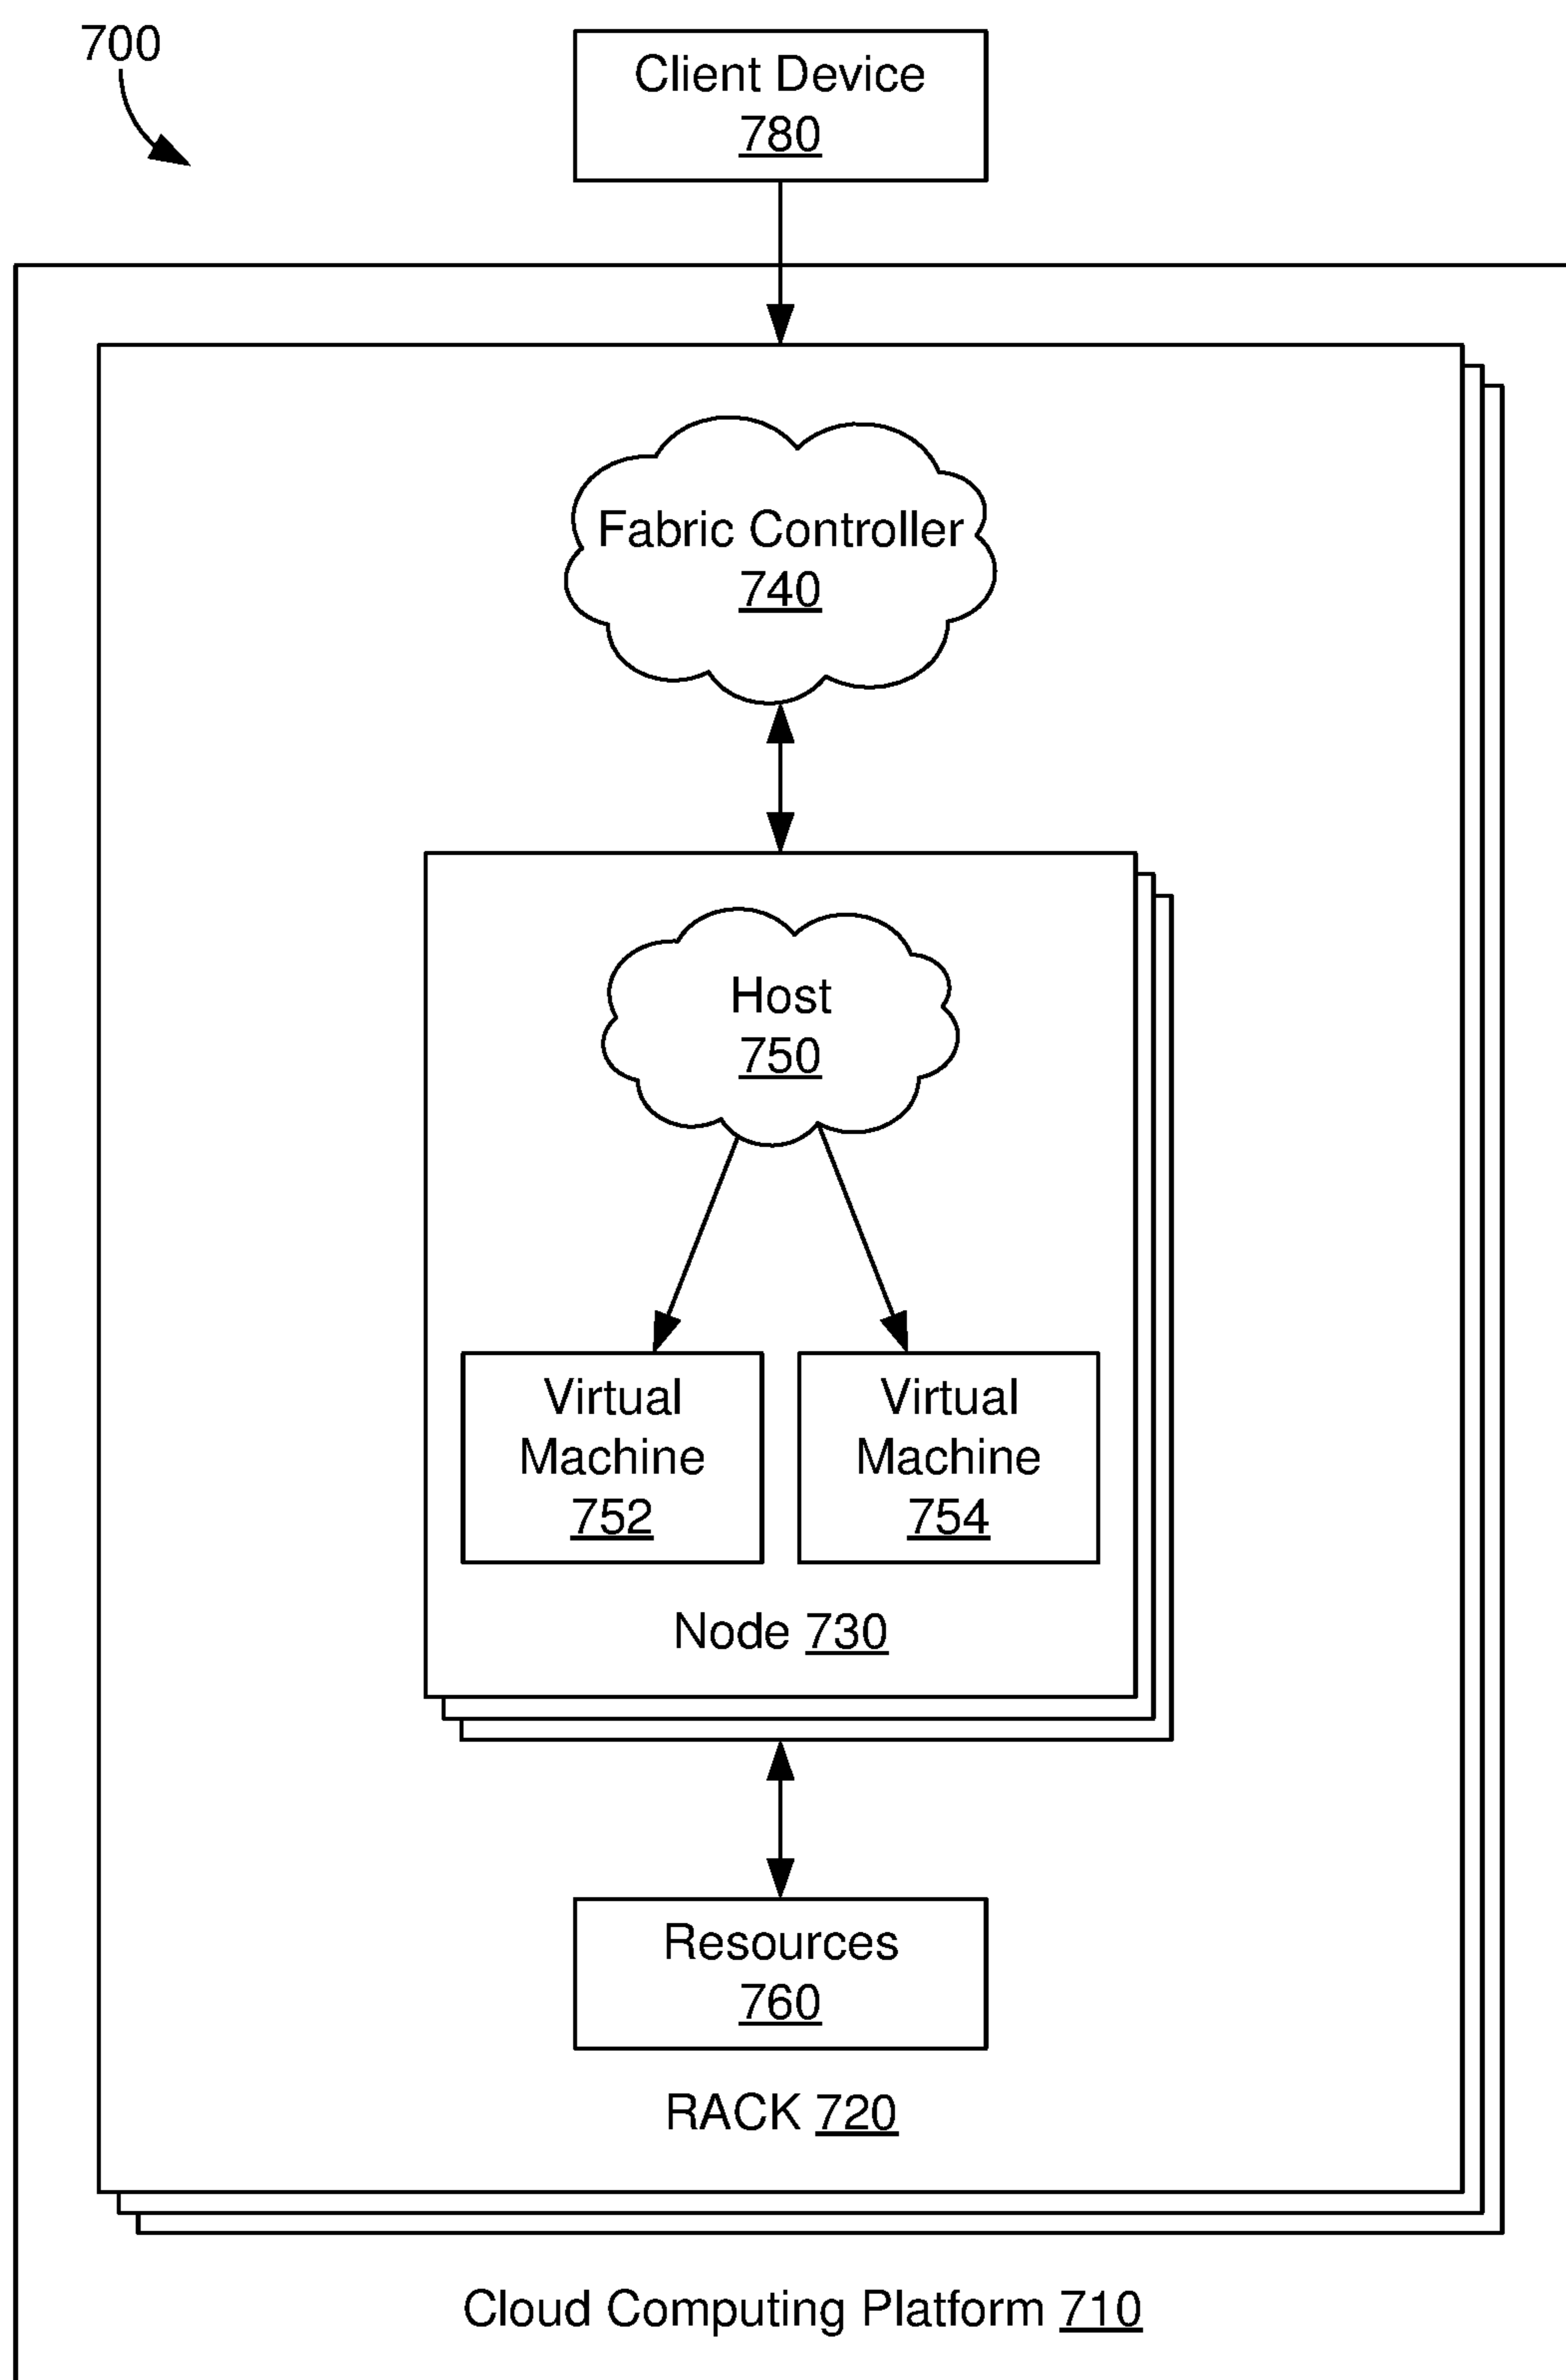 700
Client Device
780
Fabric Controller
740
Host
750
Virtual
Machine
752
Virtual
Machine
754
Node 730
Resources
760
RACK 720
Cloud Computing Platform 710